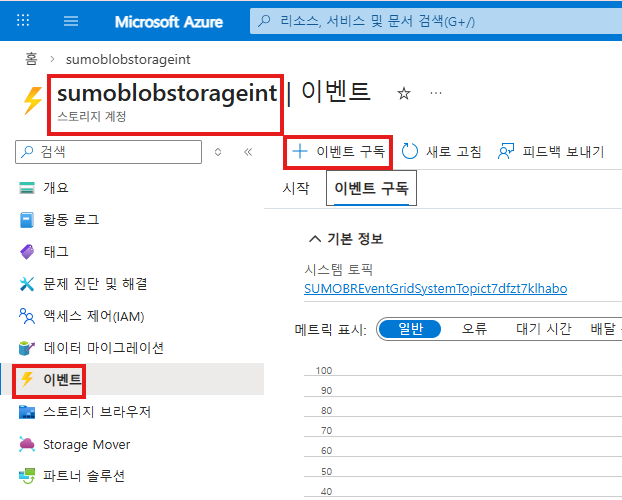 Microsoft Azure
리소스, 서비스 및 문서 검색(G+/)
홈 > sumoblobstorageint
sumoblobstorageint | 이벤트
스토리지 계정
검색
이벤트 구독
새로 고침
피드백 보내기
개요
활동 로그
태그
문제 진단 및 해결
액세스 제어(IAM)
데이터 마이그레이션
이벤트
스토리지 브라우저
Storage Mover
파트너 솔루션
시작
이벤트 구독
기본 정보
시스템 토픽
SUMOBREventGridSystemTopict7dfzt7klhabo
메트릭 표시: 일반 오류 대기 시간 배달
100
90
80
70
60
50
40